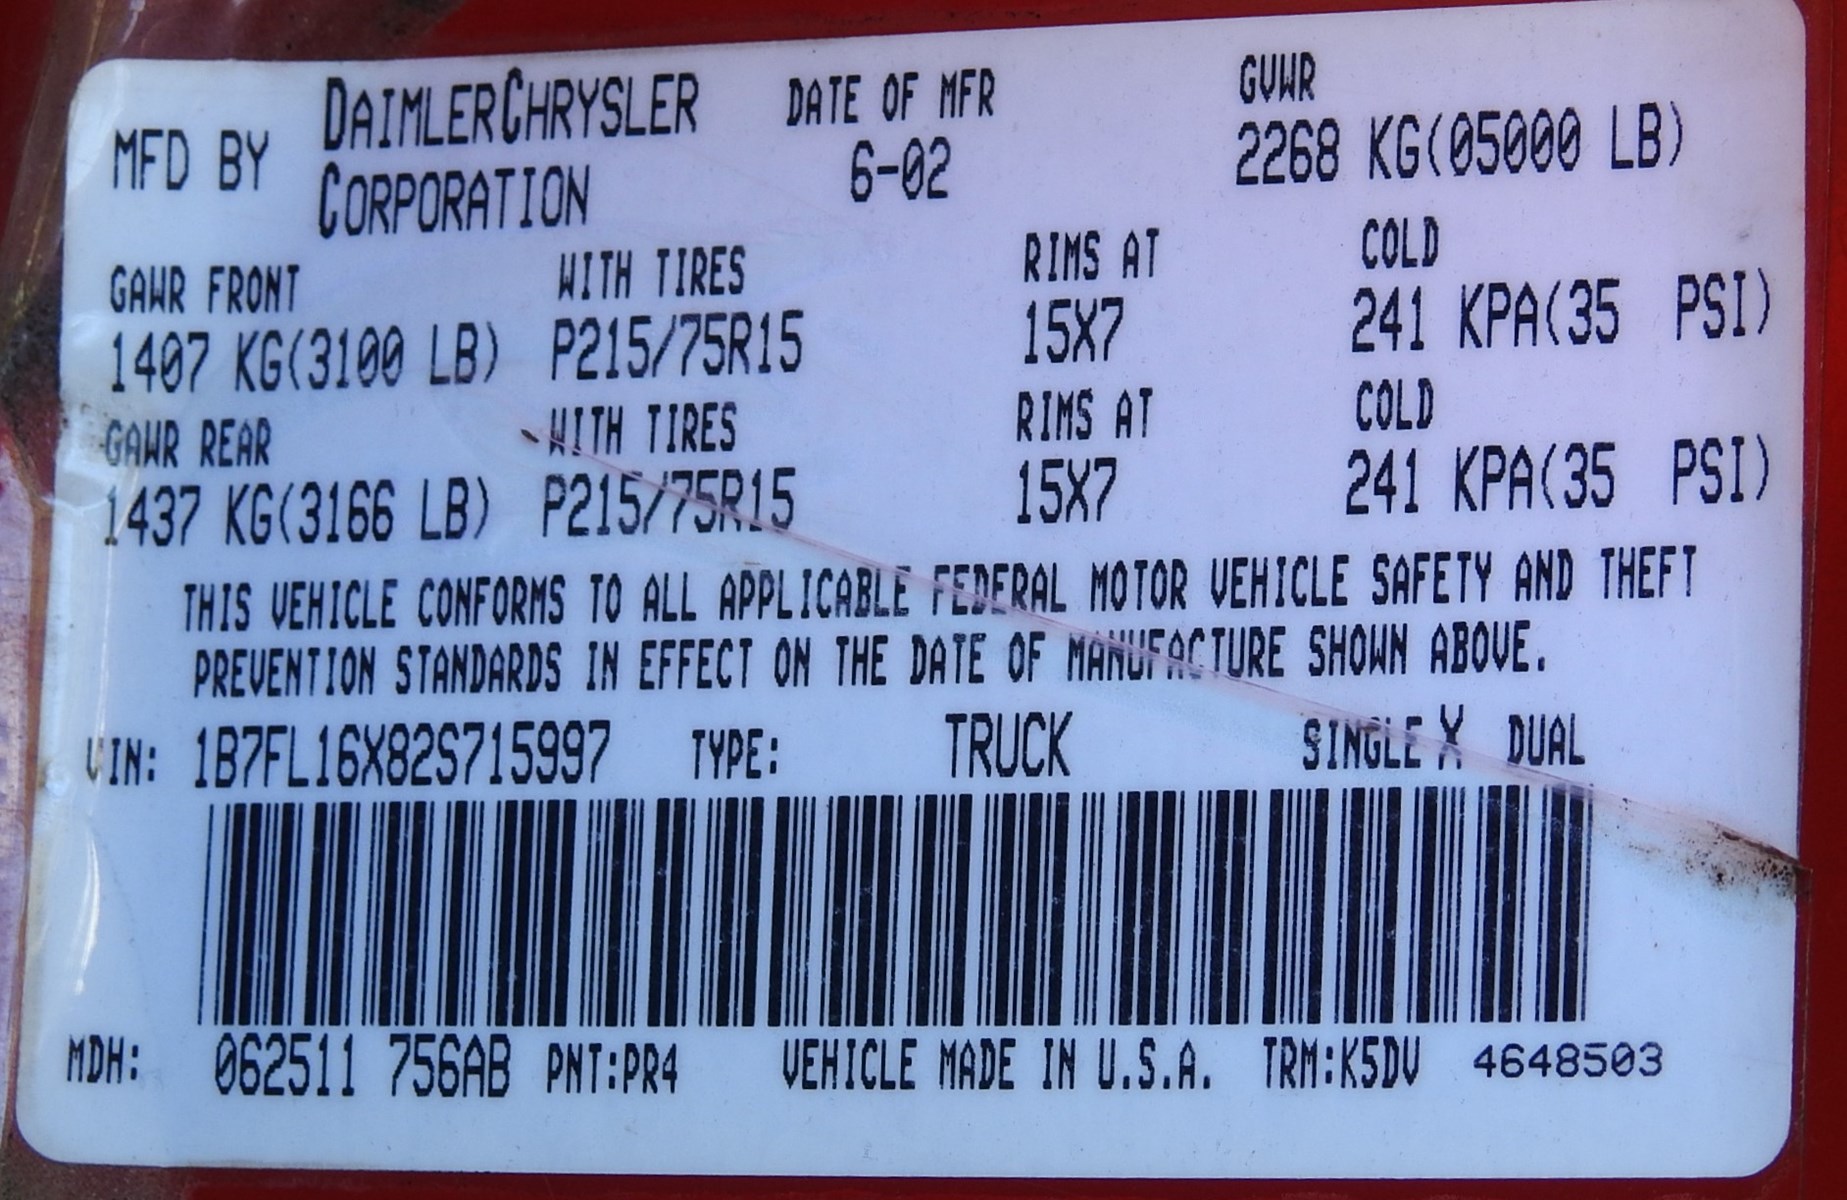 MFD BY DAIMLERCHRYSLER CORPORATION DATE OF MFR 6-02 GVWR 2268 KG(05000 LB)
GAWR FRONT WITH TIRES RIMS AT COLD
1407 KG(3100 LB) P215/75R15 15X7 241 KPA(35 PSI)
GAWR REAR WITH TIRES RIMS AT COLD
1437 KG(3166 LB) P215/75R15 15X7 241 KPA(35 PSI)
THIS VEHICLE CONFORMS TO ALL APPLICABLE FEDERAL MOTOR VEHICLE SAFETY AND THEFT
PREVENTION STANDARDS IN EFFECT ON THE DATE OF MANUFACTURE SHOWN ABOVE.
VIN: 1B7FL16X82S715997 TYPE: TRUCK SINGLE X DUAL
MDH: 062511 756AB PNT:PR4 VEHICLE MADE IN U.S.A. TRM:K5DV 4648503